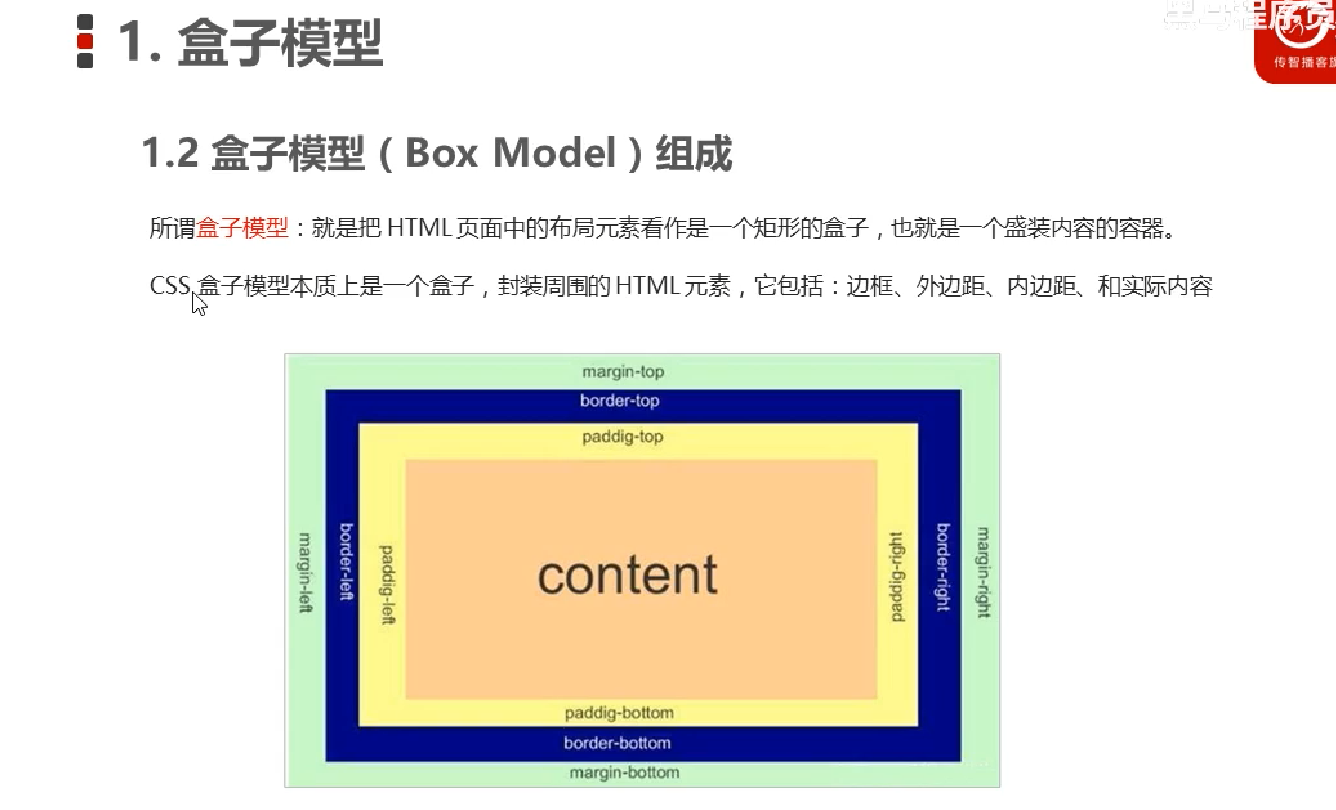 黑马程序员
传智播客
1. 盒子模型
1.2 盒子模型（Box Model）组成
所谓盒子模型：就是把 HTML 页面中的布局元素看作是一个矩形的盒子，也就是一个盛装内容的容器。
CSS 盒子模型本质上是一个盒子，封装周围的 HTML 元素，它包括：边框、外边距、内边距、和实际内容
margin-top
border-top
paddig-top
margin-left
border-left
paddig-left
content
paddig-right
border-right
margin-right
paddig-bottom
border-bottom
margin-bottom